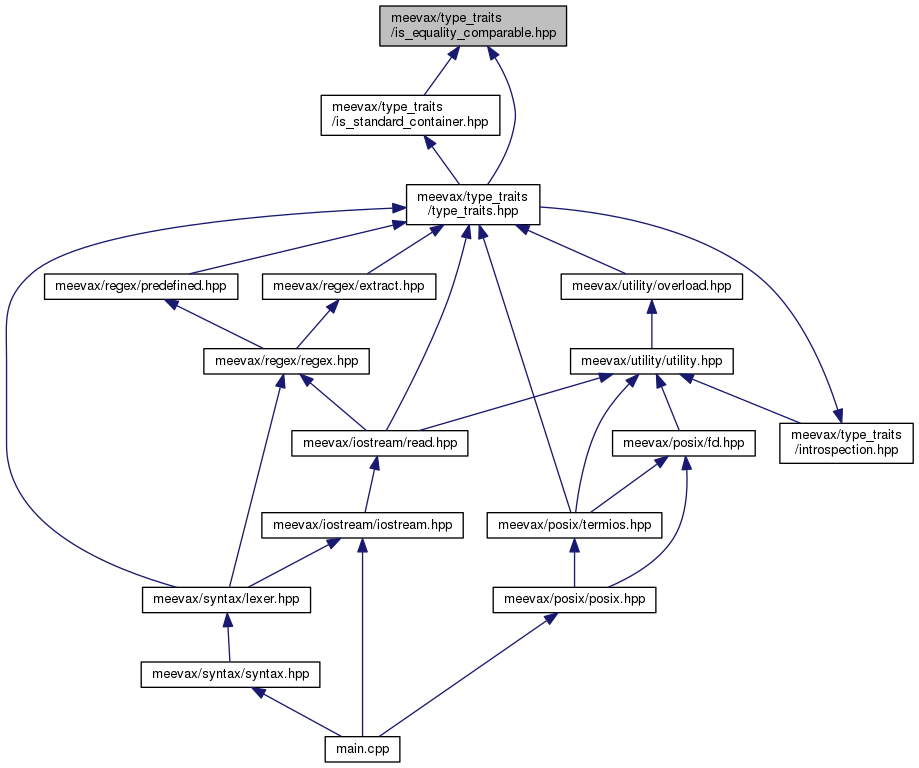 meevax/type_traits
/is_equality_comparable.hpp
meevax/type_traits
/is_standard_container.hpp
meevax/type_traits
/type_traits.hpp
meevax/regex/predefined.hpp
meevax/regex/extract.hpp
meevax/utility/overload.hpp
meevax/regex/regex.hpp
meevax/utility/utility.hpp
meevax/iostream/read.hpp
meevax/posix/fd.hpp
meevax/type_traits
/introspection.hpp
meevax/iostream/iostream.hpp
meevax/posix/termios.hpp
meevax/syntax/lexer.hpp
meevax/posix/posix.hpp
meevax/syntax/syntax.hpp
main.cpp